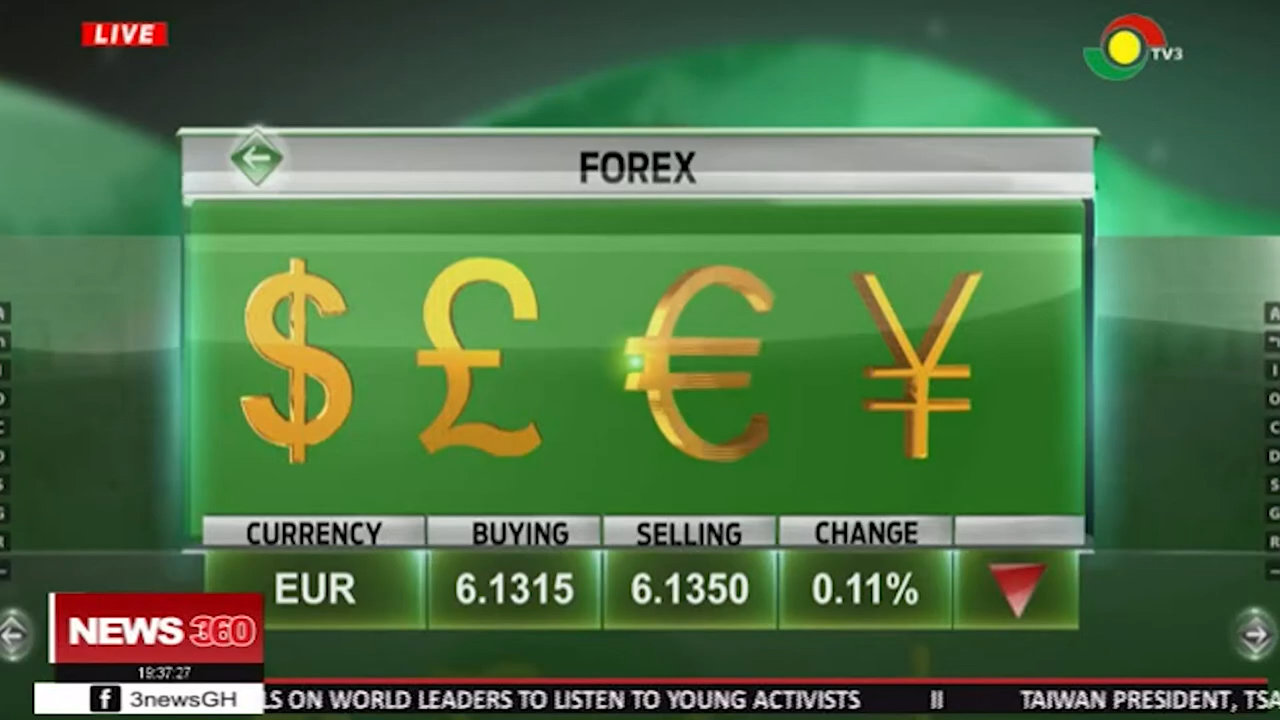 LIVE
TV3
FOREX
$ £ € ¥
CURRENCY BUYING SELLING CHANGE
EUR 6.1315 6.1350 0.11%
NEWS 360
19:37:27
f 3newsGH
LS ON WORLD LEADERS TO LISTEN TO YOUNG ACTIVISTS || TAIWAN PRESIDENT, TSA